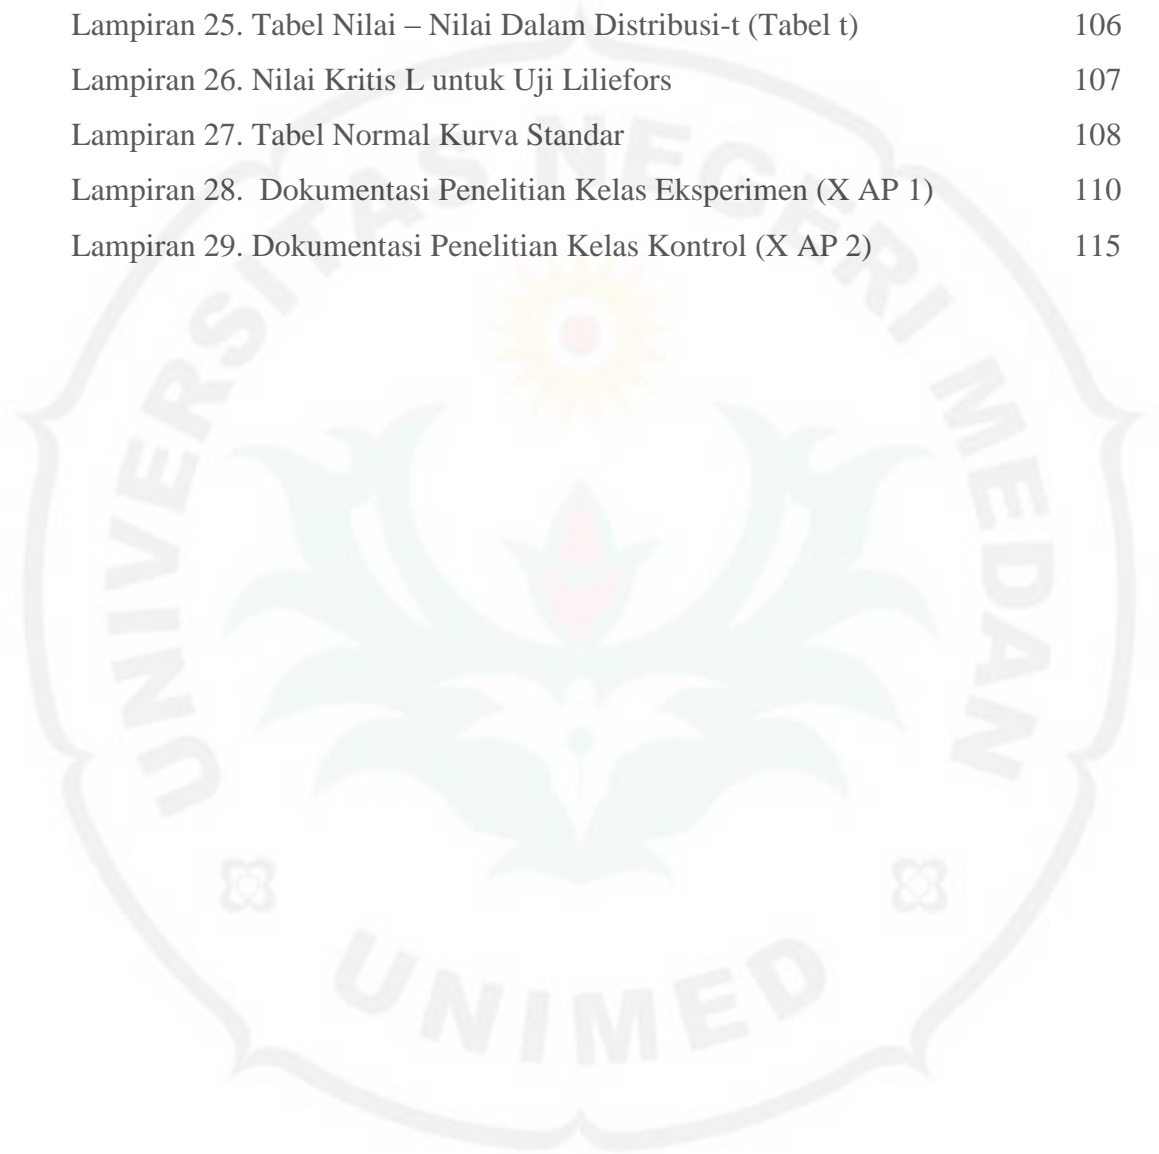 Lampiran 25. Tabel Nilai – Nilai Dalam Distribusi-t (Tabel t) 106
Lampiran 26. Nilai Kritis L untuk Uji Liliefors 107
Lampiran 27. Tabel Normal Kurva Standar 108
Lampiran 28. Dokumentasi Penelitian Kelas Eksperimen (X AP 1) 110
Lampiran 29. Dokumentasi Penelitian Kelas Kontrol (X AP 2) 115
UNIVERSITAS NEGERI MEDAN
UNIMED